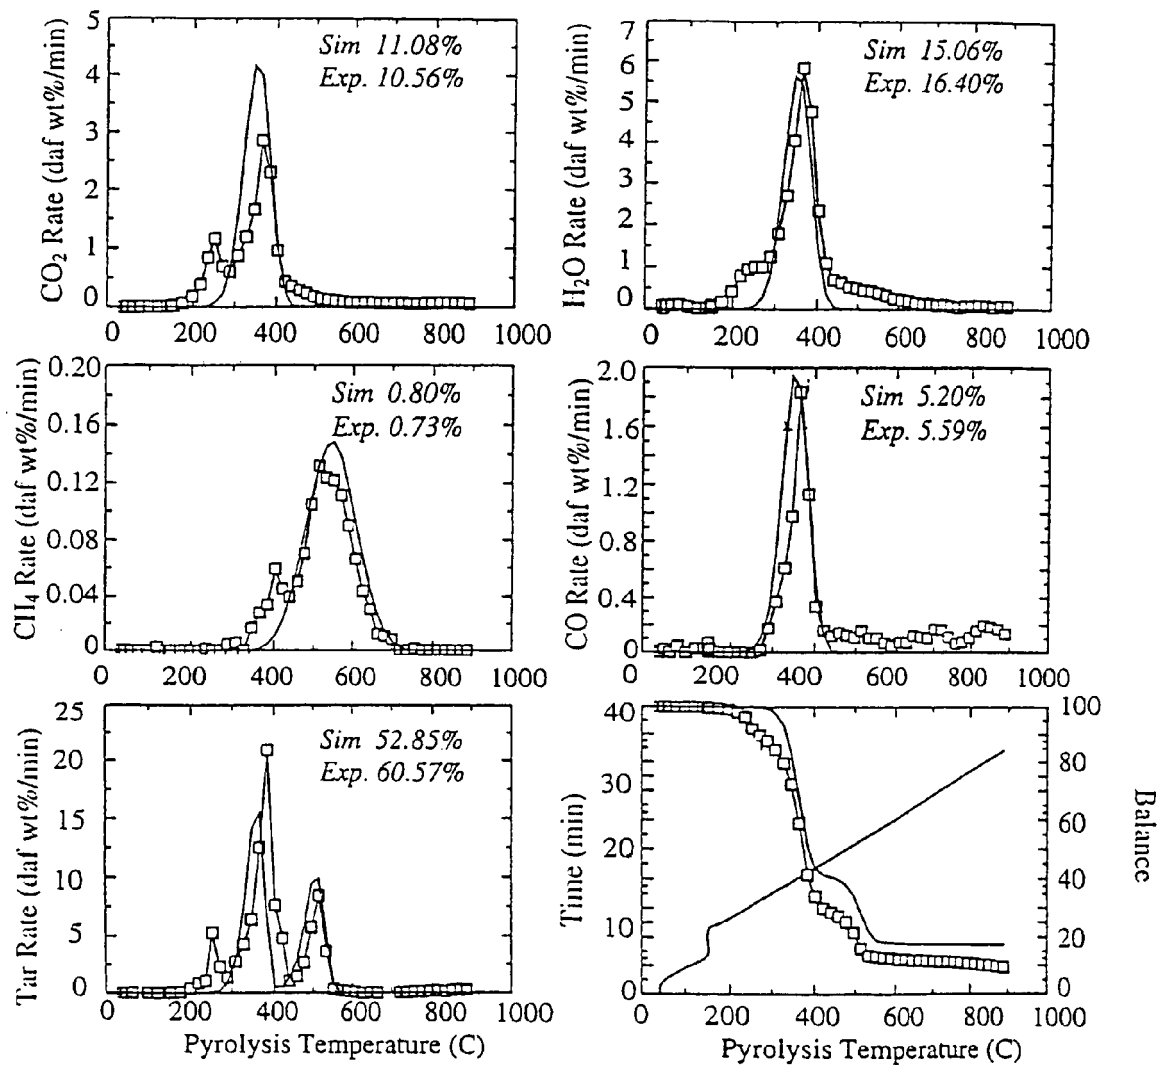 CO2 Rate (daf wt%/min)
5
4
3
2
1
0
Sim 11.08%
Exp. 10.56%
0 200 400 600 800 1000
H2O Rate (daf wt%/min)
7
6
5
4
3
2
1
0
Sim 15.06%
Exp. 16.40%
0 200 400 600 800 1000
CH4 Rate (daf wt%/min)
0.20
0.16
0.12
0.08
0.04
0
Sim 0.80%
Exp. 0.73%
0 200 400 600 800 1000
CO Rate (daf wt%/min)
2.0
1.6
1.2
0.8
0.4
0
Sim 5.20%
Exp. 5.59%
0 200 400 600 800 1000
Tar Rate (daf wt%/min)
25
20
15
10
5
0
Sim 52.85%
Exp. 60.57%
0 200 400 600 800 1000
Pyrolysis Temperature (C)
Time (min)
40
30
20
10
0
100
80
60
40
20
0
Balance
200 400 600 800 1000
Pyrolysis Temperature (C)